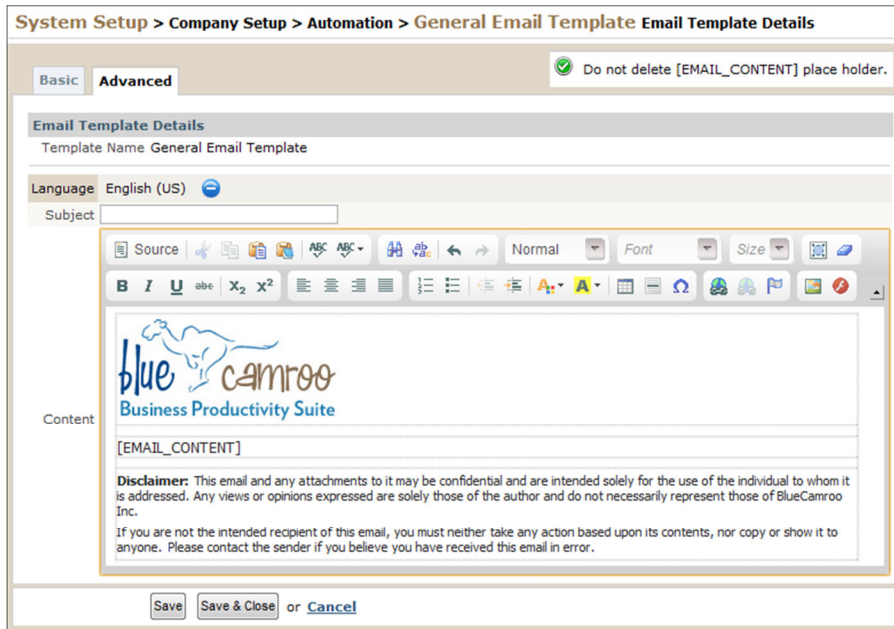 System Setup > Company Setup > Automation > General Email Template Email Template Details
Do not delete [EMAIL_CONTENT] place holder.
Basic Advanced
Email Template Details
Template Name General Email Template
Language English (US)
Subject
Source ABC ABC Normal Font Size
B I U abc X₂ X² A A Ω
blue camroo
Business Productivity Suite
Content
[EMAIL_CONTENT]
Disclaimer: This email and any attachments to it may be confidential and are intended solely for the use of the individual to whom it
is addressed. Any views or opinions expressed are solely those of the author and do not necessarily represent those of BlueCamroo
Inc.
If you are not the intended recipient of this email, you must neither take any action based upon its contents, nor copy or show it to
anyone. Please contact the sender if you believe you have received this email in error.
Save Save & Close or Cancel